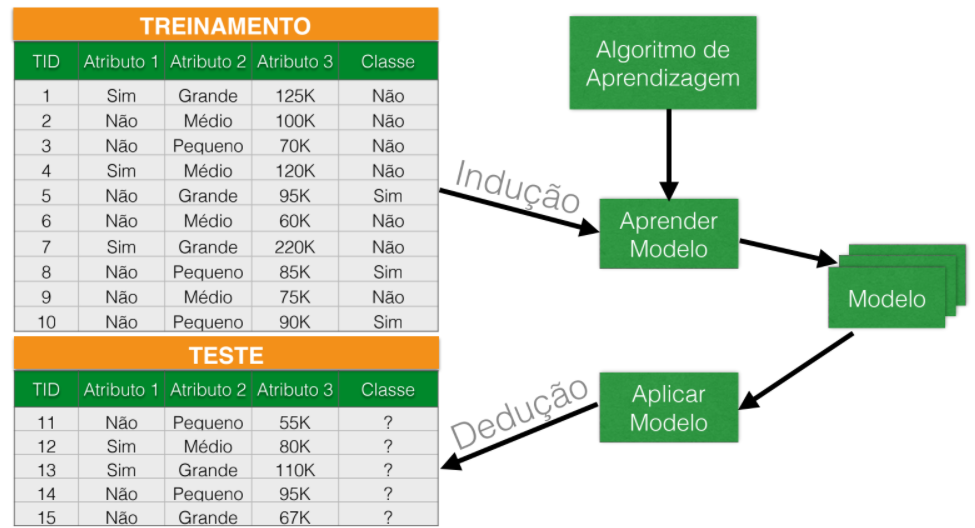 TREINAMENTO
TID Atributo 1 Atributo 2 Atributo 3 Classe
1 Sim Grande 125K Não
2 Não Médio 100K Não
3 Não Pequeno 70K Não
4 Sim Médio 120K Não
5 Não Grande 95K Sim
6 Não Médio 60K Não
7 Sim Grande 220K Não
8 Não Pequeno 85K Sim
9 Não Médio 75K Não
10 Não Pequeno 90K Sim
TESTE
TID Atributo 1 Atributo 2 Atributo 3 Classe
11 Não Pequeno 55K ?
12 Sim Médio 80K ?
13 Sim Grande 110K ?
14 Não Pequeno 95K ?
15 Não Grande 67K ?
Algoritmo de
Aprendizagem
Indução
Aprender
Modelo
Modelo
Aplicar
Modelo
Dedução